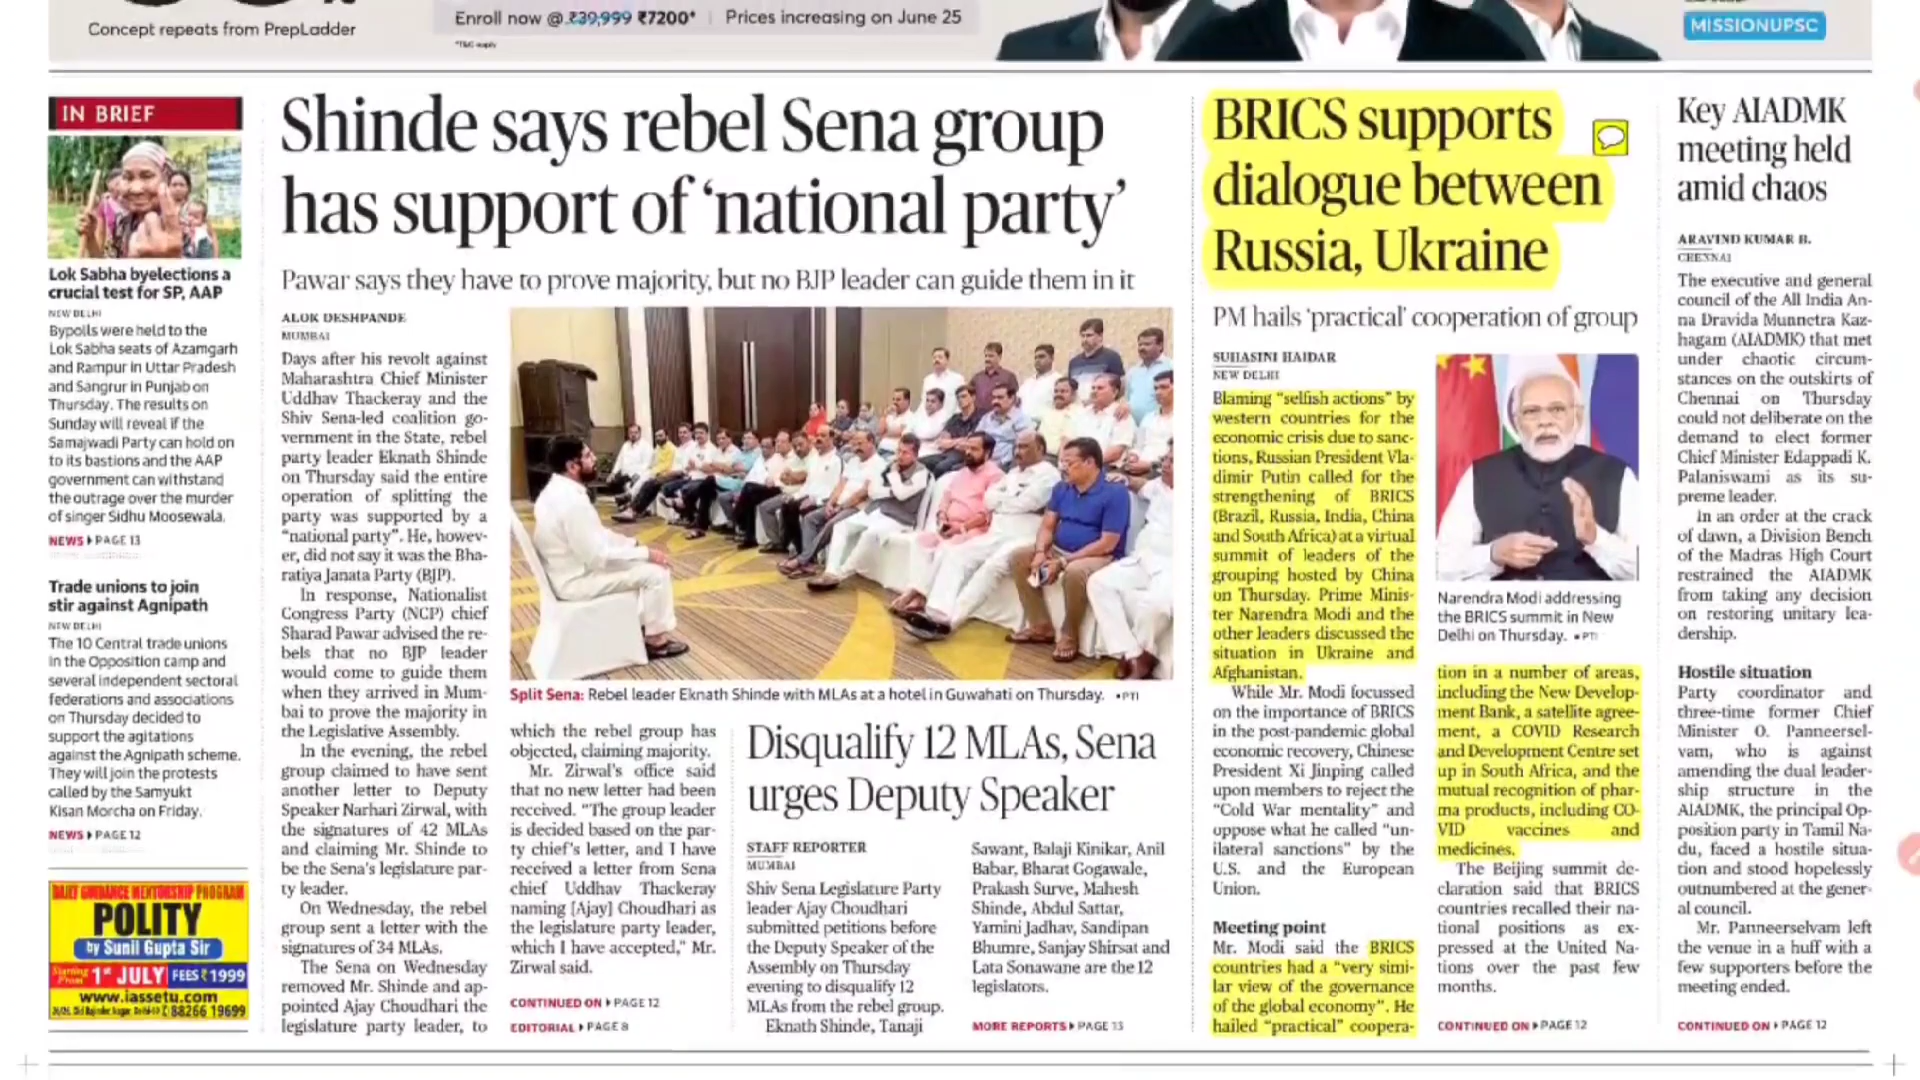 Concept repeats from PrepLadder
Enroll now @ ₹39,999 ₹7200* | Prices increasing on June 25
*T&C apply
MISSIONUPSC
IN BRIEF
Lok Sabha byelections a
crucial test for SP, AAP
NEW DELHI
Bypolls were held to the
Lok Sabha seats of Azamgarh
and Rampur in Uttar Pradesh
and Sangrur in Punjab on
Thursday. The results on
Sunday will reveal if the
Samajwadi Party can hold on
to its bastions and the AAP
government can withstand
the outrage over the murder
of singer Sidhu Moosewala.
NEWS ▸ PAGE 13
Trade unions to join
stir against Agnipath
NEW DELHI
The 10 Central trade unions
in the Opposition camp and
several independent sectoral
federations and associations
on Thursday decided to
support the agitations
against the Agnipath scheme.
They will join the protests
called by the Samyukt
Kisan Morcha on Friday.
NEWS ▸ PAGE 12
DAILY GUIDANCE MENTORSHIP PROGRAM
POLITY
by Sunil Gupta Sir
Starting From 1st JULY FEES ₹ 1999
www.iassetu.com
88266 19699
Shinde says rebel Sena group
has support of ‘national party’
Pawar says they have to prove majority, but no BJP leader can guide them in it
ALOK DESHPANDE
MUMBAI
Days after his revolt against
Maharashtra Chief Minister
Uddhav Thackeray and the
Shiv Sena-led coalition go-
vernment in the State, rebel
party leader Eknath Shinde
on Thursday said the entire
operation of splitting the
party was supported by a
“national party”. He, howev-
er, did not say it was the Bha-
ratiya Janata Party (BJP).
In response, Nationalist
Congress Party (NCP) chief
Sharad Pawar advised the re-
bels that no BJP leader
would come to guide them
when they arrived in Mum-
bai to prove the majority in
the Legislative Assembly.
In the evening, the rebel
group claimed to have sent
another letter to Deputy
Speaker Narhari Zirwal, with
the signatures of 42 MLAs
and claiming Mr. Shinde to
be the Sena’s legislature par-
ty leader.
On Wednesday, the rebel
group sent a letter with the
signatures of 34 MLAs.
The Sena on Wednesday
removed Mr. Shinde and ap-
pointed Ajay Choudhari the
legislature party leader, to
Split Sena: Rebel leader Eknath Shinde with MLAs at a hotel in Guwahati on Thursday. •PTI
which the rebel group has
objected, claiming majority.
Mr. Zirwal’s office said
that no new letter had been
received. “The group leader
is decided based on the par-
ty chief’s letter, and I have
received a letter from Sena
chief Uddhav Thackeray
naming [Ajay] Choudhari as
the legislature party leader,
which I have accepted,” Mr.
Zirwal said.
CONTINUED ON ▸ PAGE 12
EDITORIAL ▸ PAGE 8
Disqualify 12 MLAs, Sena
urges Deputy Speaker
STAFF REPORTER
MUMBAI
Shiv Sena Legislature Party
leader Ajay Choudhari
submitted petitions before
the Deputy Speaker of the
Assembly on Thursday
evening to disqualify 12
MLAs from the rebel group.
Eknath Shinde, Tanaji
Sawant, Balaji Kinikar, Anil
Babar, Bharat Gogawale,
Prakash Surve, Mahesh
Shinde, Abdul Sattar,
Yamini Jadhav, Sandipan
Bhumre, Sanjay Shirsat and
Lata Sonawane are the 12
legislators.
MORE REPORTS ▸ PAGE 13
BRICS supports
dialogue between
Russia, Ukraine
PM hails ‘practical’ cooperation of group
SUHASINI HAIDAR
NEW DELHI
Blaming “selfish actions” by
western countries for the
economic crisis due to sanc-
tions, Russian President Vla-
dimir Putin called for the
strengthening of BRICS
(Brazil, Russia, India, China
and South Africa) at a virtual
summit of leaders of the
grouping hosted by China
on Thursday. Prime Minis-
ter Narendra Modi and the
other leaders discussed the
situation in Ukraine and
Afghanistan.
While Mr. Modi focussed
on the importance of BRICS
in the post-pandemic global
economic recovery, Chinese
President Xi Jinping called
upon members to reject the
“Cold War mentality” and
oppose what he called “un-
ilateral sanctions” by the
U.S. and the European
Union.
Meeting point
Mr. Modi said the BRICS
countries had a “very simi-
lar view of the governance
of the global economy”. He
hailed “practical” coopera-
Narendra Modi addressing
the BRICS summit in New
Delhi on Thursday. •PTI
tion in a number of areas,
including the New Develop-
ment Bank, a satellite agree-
ment, a COVID Research
and Development Centre set
up in South Africa, and the
mutual recognition of phar-
ma products, including CO-
VID vaccines and
medicines.
The Beijing summit de-
claration said that BRICS
countries recalled their na-
tional positions as ex-
pressed at the United Na-
tions over the past few
months.
CONTINUED ON ▸ PAGE 12
Key AIADMK
meeting held
amid chaos
ARAVIND KUMAR B.
CHENNAI
The executive and general
council of the All India An-
na Dravida Munnetra Kaz-
hagam (AIADMK) that met
under chaotic circum-
stances on the outskirts of
Chennai on Thursday
could not deliberate on the
demand to elect former
Chief Minister Edappadi K.
Palaniswami as its su-
preme leader.
In an order at the crack
of dawn, a Division Bench
of the Madras High Court
restrained the AIADMK
from taking any decision
on restoring unitary lea-
dership.
Hostile situation
Party coordinator and
three-time former Chief
Minister O. Panneersel-
vam, who is against
amending the dual leader-
ship structure in the
AIADMK, the principal Op-
position party in Tamil Na-
du, faced a hostile situa-
tion and stood hopelessly
outnumbered at the gener-
al council.
Mr. Panneerselvam left
the venue in a huff with a
few supporters before the
meeting ended.
CONTINUED ON ▸ PAGE 12